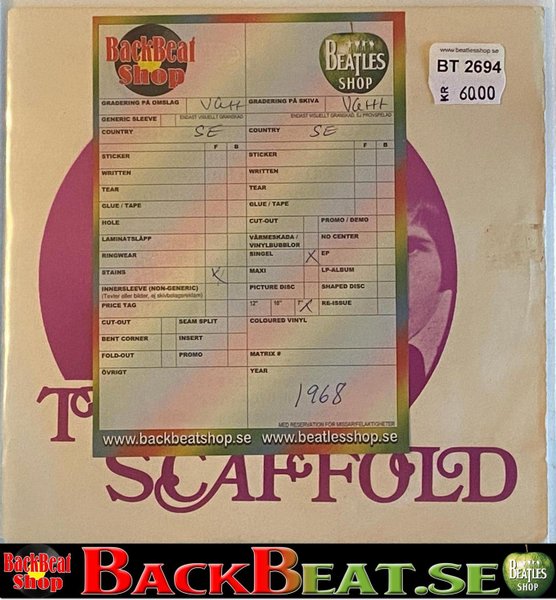 BackBeat Shop
BEATLES SHOP
www.beatlesshop.se
BT 2694
KR 60.00
GRADERING PÅ OMSLAG
GRADERING PÅ SKIVA
GENERIC SLEEVE
ENDAST VISUELLT GRANSKAD
ENDAST VISUELLT GRANSKAD, EJ PROVSPELAD
COUNTRY SE
COUNTRY SE
F B
F B
STICKER
STICKER
WRITTEN
WRITTEN
TEAR
TEAR
GLUE / TAPE
GLUE / TAPE
HOLE
CUT-OUT
PROMO / DEMO
LAMINATSLÄPP
VÄRMESKADA / VINYLBUBBLOR
NO CENTER
RINGWEAR
SINGEL X
EP
STAINS X
MAXI
LP-ALBUM
INNERSLEEVE (NON-GENERIC)
(Texter eller bilder, ej skivbolagsreklam)
PICTURE DISC
SHAPED DISC
PRICE TAG
12" 10" 7" X
RE-ISSUE
CUT-OUT
SEAM SPLIT
COLOURED VINYL
BENT CORNER
INSERT
FOLD-OUT
PROMO
MATRIX #
ÖVRIGT
YEAR
1968
MED RESERVATION FÖR MISSAR/FELAKTIGHETER
www.backbeatshop.se www.beatlesshop.se
T
SCAFFOLD
BackBeat Shop
BACKBEAT.SE
BEATLES SHOP